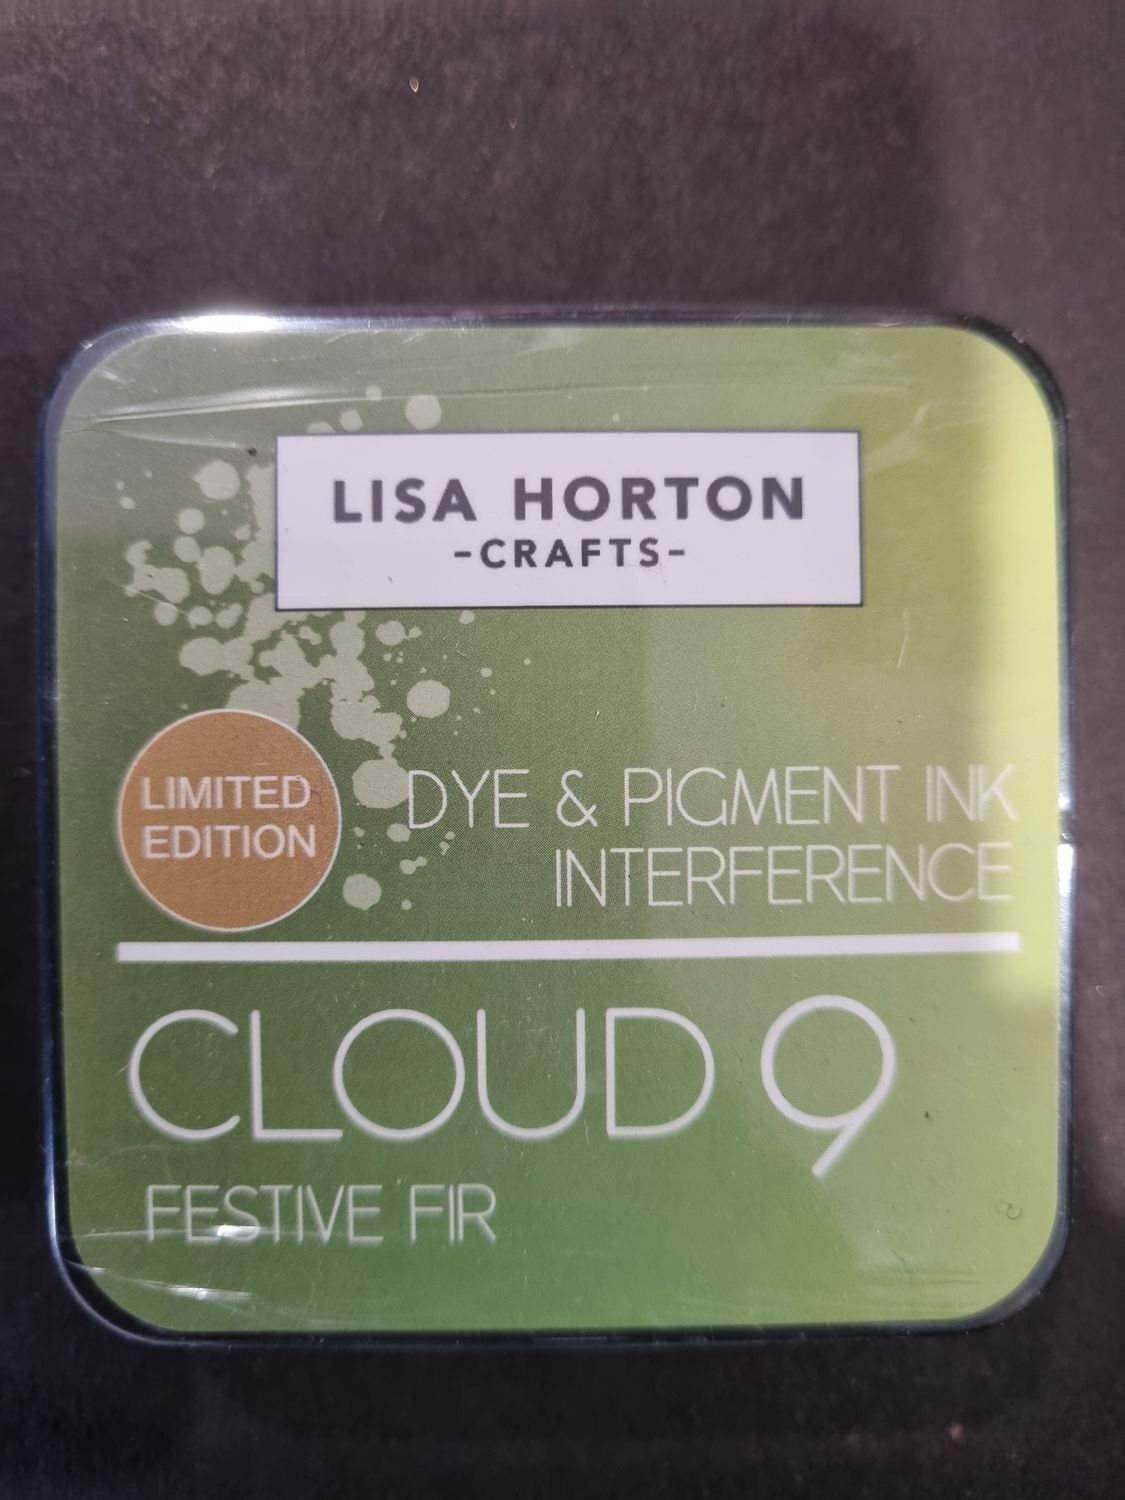 LISA HORTON
-CRAFTS-
LIMITED
EDITION
DYE & PIGMENT INK
INTERFERENCE
CLOUD 9
FESTIVE FIR